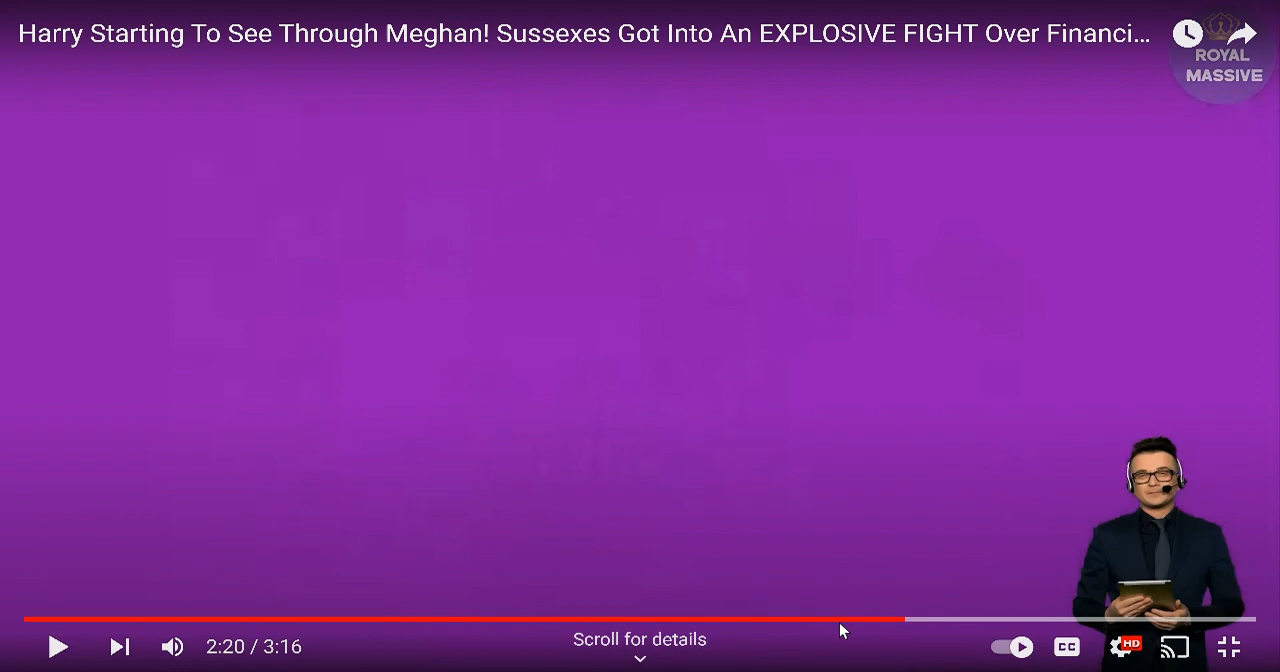 Harry Starting To See Through Meghan! Sussexes Got Into An EXPLOSIVE FIGHT Over Financi...
ROYAL
MASSIVE
2:20 / 3:16
Scroll for details
CC
HD